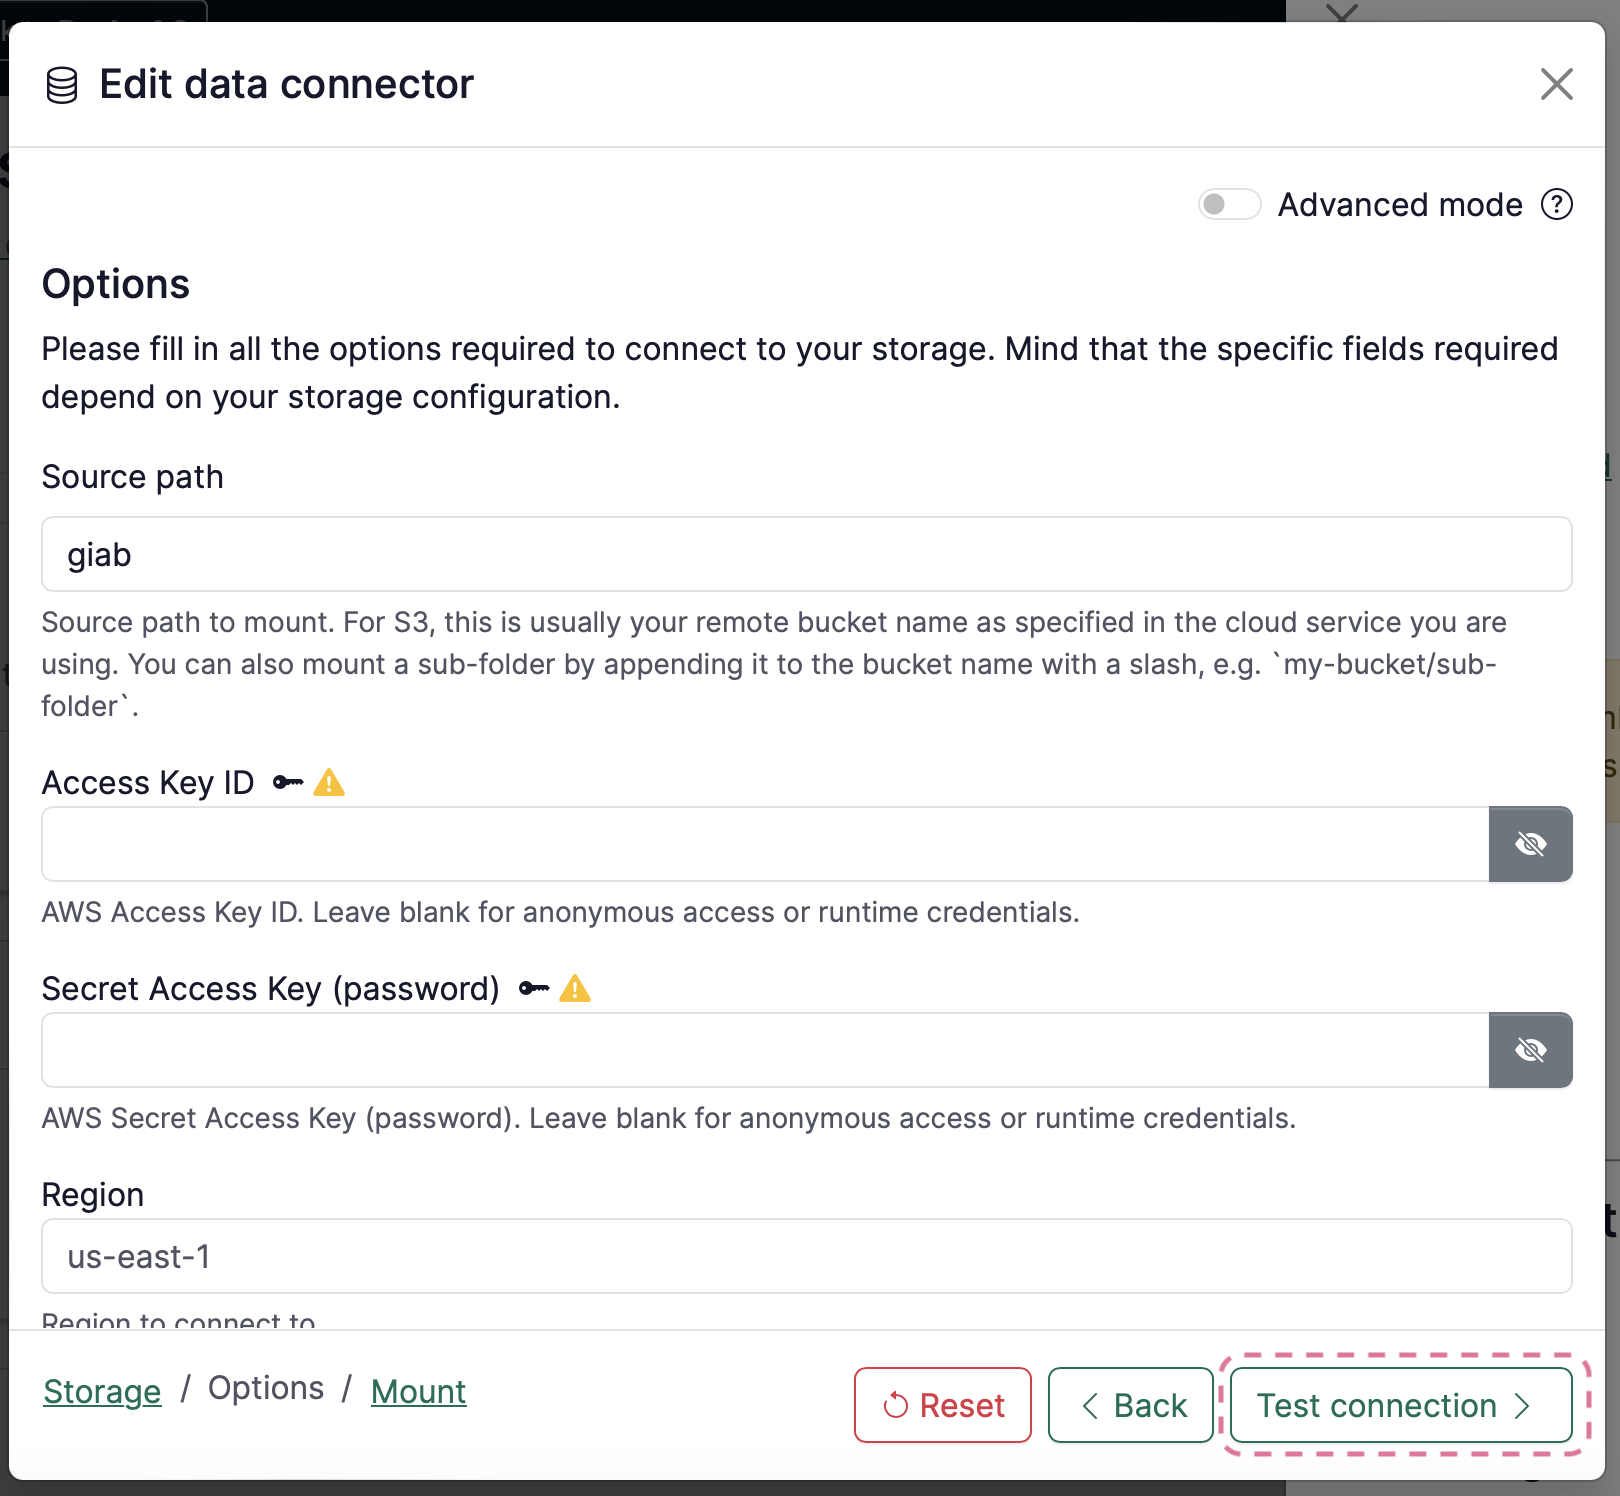 Edit data connector
Advanced mode
Options
Please fill in all the options required to connect to your storage. Mind that the specific fields required
depend on your storage configuration.
Source path
giab
Source path to mount. For S3, this is usually your remote bucket name as specified in the cloud service you are
using. You can also mount a sub-folder by appending it to the bucket name with a slash, e.g. `my-bucket/sub-
folder`.
Access Key ID
AWS Access Key ID. Leave blank for anonymous access or runtime credentials.
Secret Access Key (password)
AWS Secret Access Key (password). Leave blank for anonymous access or runtime credentials.
Region
us-east-1
Region to connect to
Storage / Options / Mount
Reset
Back
Test connection